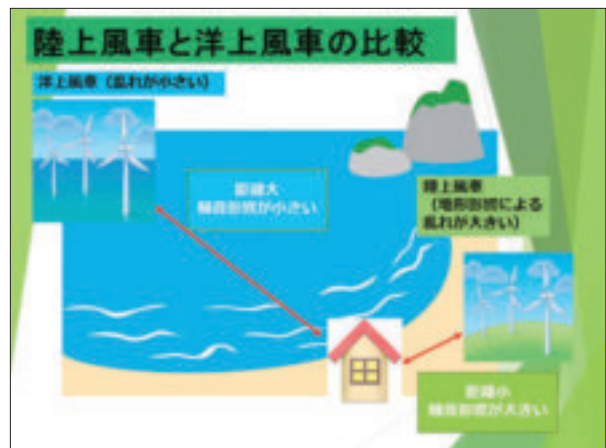 陸上風車と洋上風車の比較
洋上風車（乱れが小さい）
距離大
騒音影響が小さい
陸上風車
（地形影響による
乱れが大きい）
距離小
騒音影響が大きい